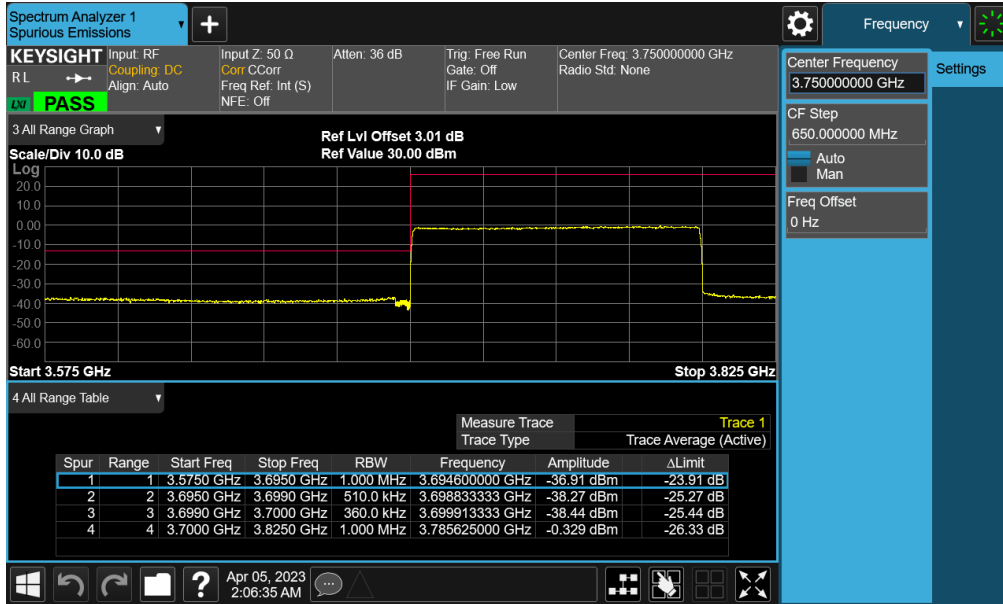 Spectrum Analyzer 1
Spurious Emissions
Frequency
KEYSIGHT
RL
LXI
PASS
Input: RF
Coupling: DC
Align: Auto
Input Z: 50 Ω
Corr CCorr
Freq Ref: Int (S)
NFE: Off
Atten: 36 dB
Trig: Free Run
Gate: Off
IF Gain: Low
Center Freq: 3.750000000 GHz
Radio Std: None
Center Frequency
3.750000000 GHz
CF Step
650.000000 MHz
Auto
Man
Freq Offset
0 Hz
Settings
3 All Range Graph
Scale/Div 10.0 dB
Ref Lvl Offset 3.01 dB
Ref Value 30.00 dBm
Log
20.0
10.0
0.00
-10.0
-20.0
-30.0
-40.0
-50.0
-60.0
Start 3.575 GHz
Stop 3.825 GHz
4 All Range Table
Measure Trace Trace 1
Trace Type Trace Average (Active)
Spur Range Start Freq Stop Freq RBW Frequency Amplitude ΔLimit
1 1 3.5750 GHz 3.6950 GHz 1.000 MHz 3.694600000 GHz -36.91 dBm -23.91 dB
2 2 3.6950 GHz 3.6990 GHz 510.0 kHz 3.698833333 GHz -38.27 dBm -25.27 dB
3 3 3.6990 GHz 3.7000 GHz 360.0 kHz 3.699913333 GHz -38.44 dBm -25.44 dB
4 4 3.7000 GHz 3.8250 GHz 1.000 MHz 3.785625000 GHz -0.329 dBm -26.33 dB
?
Apr 05, 2023
2:06:35 AM